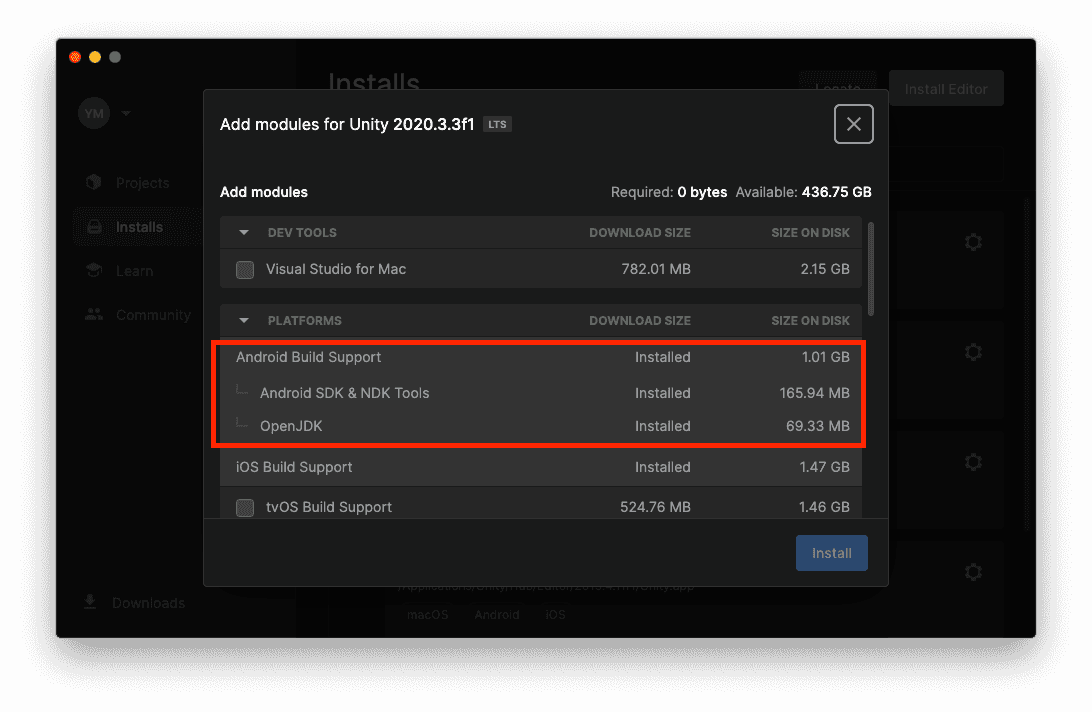 Installs
Locate
Install Editor
YM
Add modules for Unity 2020.3.3f1 LTS
Projects
Installs
Learn
Community
Add modules Required: 0 bytes Available: 436.75 GB
DEV TOOLS DOWNLOAD SIZE SIZE ON DISK
Visual Studio for Mac 782.01 MB 2.15 GB
PLATFORMS DOWNLOAD SIZE SIZE ON DISK
Android Build Support Installed 1.01 GB
Android SDK & NDK Tools Installed 165.94 MB
OpenJDK Installed 69.33 MB
iOS Build Support Installed 1.47 GB
tvOS Build Support 524.76 MB 1.46 GB
Install
Downloads
macOS Android iOS